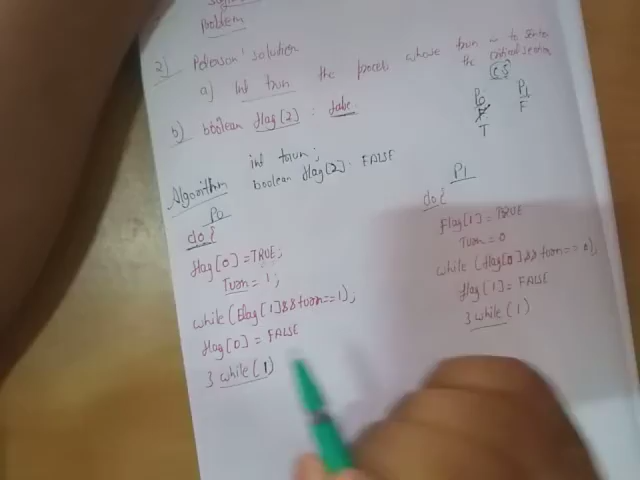 problem
2) Peterson' solution
a) Int turn the process whose turn is to enter
the critical section
(C.S)
b) boolean flag[2] = false.
P0 P1
F F
T
Algorithm int turn;
boolean flag[2] = FALSE
P0
do{
flag[0] = TRUE;
Turn = 1;
while (Flag[1] && turn == 1);
flag[0] = FALSE
} while (1)
P1
do{
Flag[1] = TRUE
Turn = 0
while (flag[0] && turn == 0);
flag[1] = FALSE
} while (1)